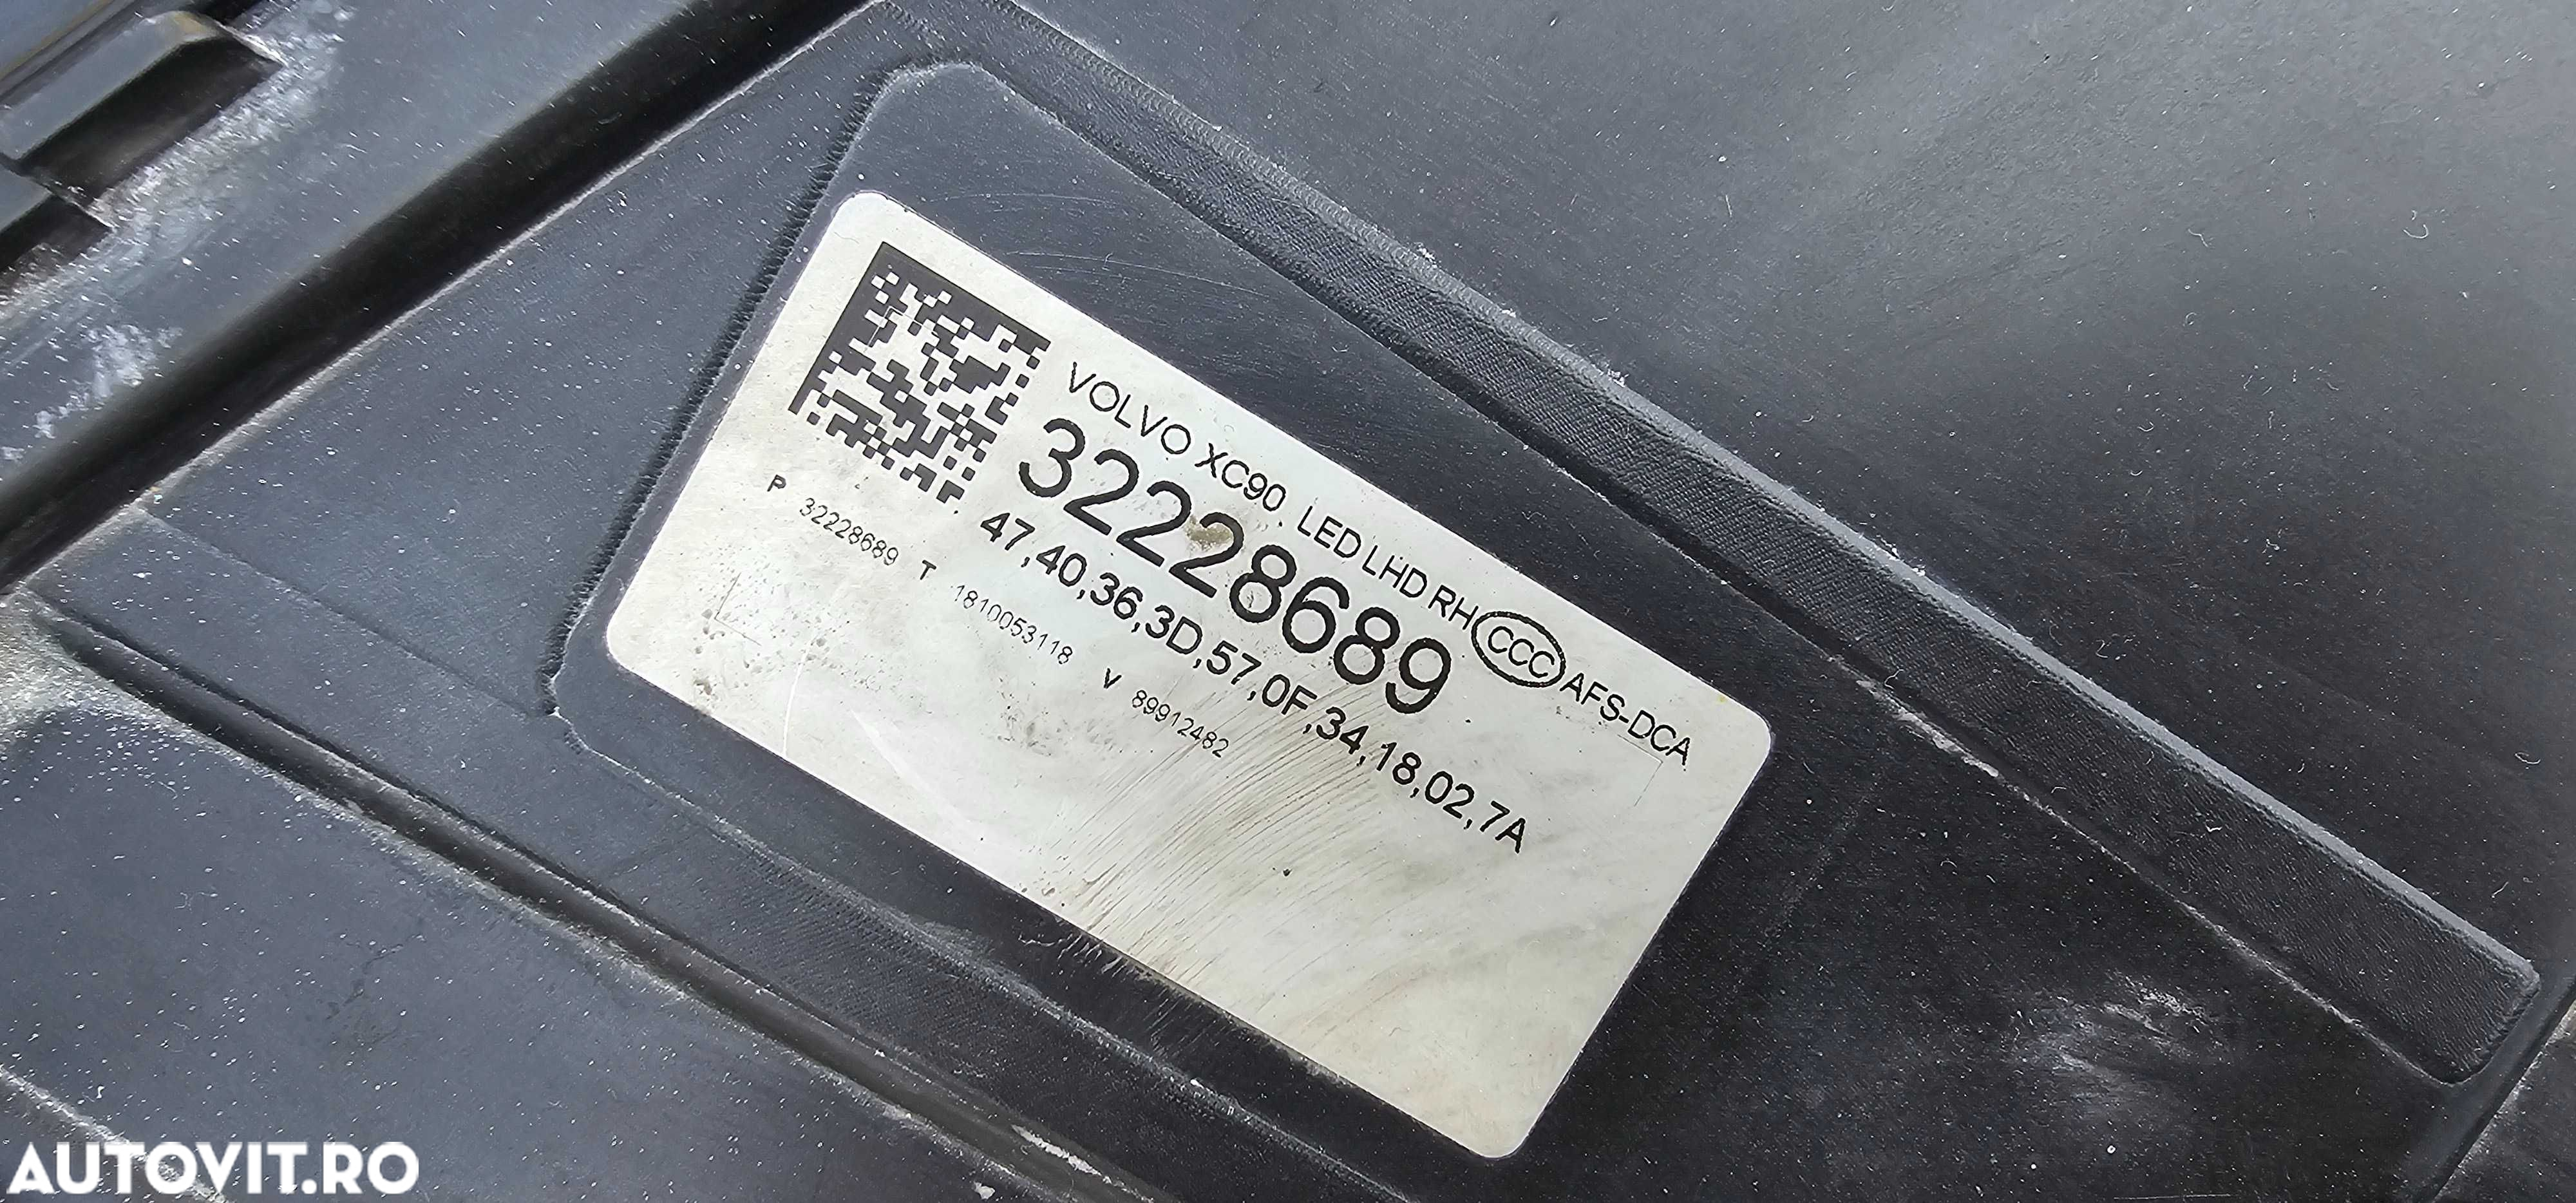 VOLVO XC90 LED LHD RH CCC AFS-DCA
32228689
47,40,36,3D,57,0F,34,18,02,7A
P 32228689 T 1810053118 V 89912482
AUTOVIT.RO